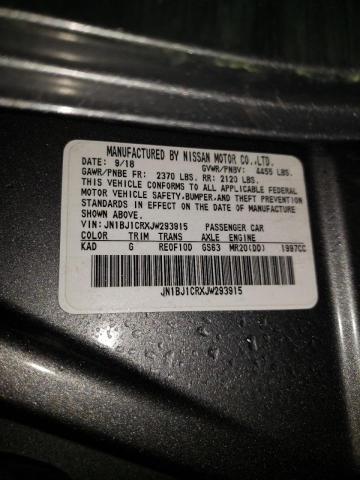 MANUFACTURED BY NISSAN MOTOR CO.,LTD.
DATE: 9/18 GVWR/PNBV: 4455 LBS.
GAWR/PNBE FR: 2370 LBS. RR: 2120 LBS.
THIS VEHICLE CONFORMS TO ALL APPLICABLE FEDERAL
MOTOR VEHICLE SAFETY,BUMPER,AND THEFT PREVENTION
STANDARDS IN EFFECT ON THE DATE OF MANUFACTURE
SHOWN ABOVE.
VIN: JN1BJ1CRXJW293915 PASSENGER CAR
COLOR TRIM TRANS AXLE ENGINE
KAD G RE0F10D GS63 MR20(DD) 1997CC
JN1BJ1CRXJW293915